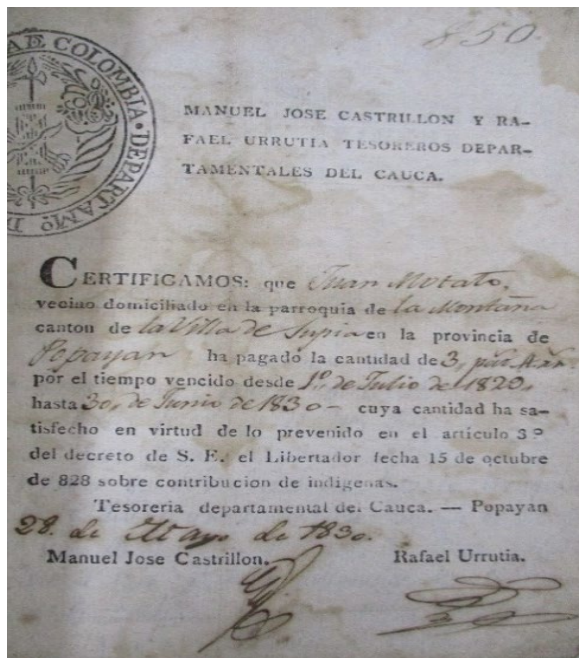 850.
A DE COLOMBIA • DEPARTAMº D
MANUEL JOSE CASTRILLON Y RA-
FAEL URRUTIA TESOREROS DEPAR-
TAMENTALES DEL CAUCA.
CERTIFICAMOS: que Juan Motato,
vecino domiciliado en la parroquia de la Montaña
canton de la Villa de Supia en la provincia de
Popayan ha pagado la cantidad de 3,
por el tiempo vencido desde 1º. de Julio de 1829,
hasta 30, de Junio de 1830 - cuya cantidad ha sa-
tisfecho en virtud de lo prevenido en el articulo 3º
del decreto de S. E. el Libertador fecha 15 de octubre
de 828 sobre contribucion de indigenas.
Tesoreria departamental del Cauca. — Popayan
28. de Mayo de 1830.
Manuel Jose Castrillon. Rafael Urrutia.